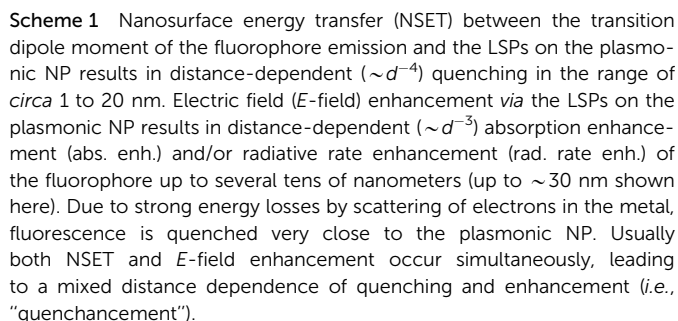 Scheme 1 Nanosurface energy transfer (NSET) between the transition
dipole moment of the fluorophore emission and the LSPs on the plasmo-
nic NP results in distance-dependent (∼d⁻⁴) quenching in the range of
circa 1 to 20 nm. Electric field (E-field) enhancement via the LSPs on the
plasmonic NP results in distance-dependent (∼d⁻³) absorption enhance-
ment (abs. enh.) and/or radiative rate enhancement (rad. rate enh.) of
the fluorophore up to several tens of nanometers (up to ∼30 nm shown
here). Due to strong energy losses by scattering of electrons in the metal,
fluorescence is quenched very close to the plasmonic NP. Usually
both NSET and E-field enhancement occur simultaneously, leading
to a mixed distance dependence of quenching and enhancement (i.e.,
"quenchancement").